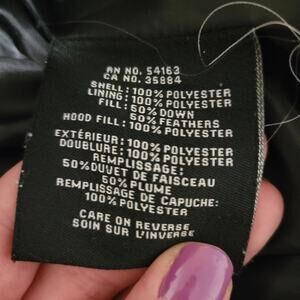 RN NO. 54163
CA NO. 35884
SHELL: 100% POLYESTER
LINING: 100% POLYESTER
FILL: 50% DOWN
50% FEATHERS
HOOD FILL: 100% POLYESTER
EXTÉRIEUR: 100% POLYESTER
DOUBLURE: 100% POLYESTER
REMPLISSAGE:
50% DUVET DE FAISCEAU
50% PLUME
REMPLISSAGE DE CAPUCHE:
100% POLYESTER
CARE ON REVERSE
SOIN SUR L'INVERSE